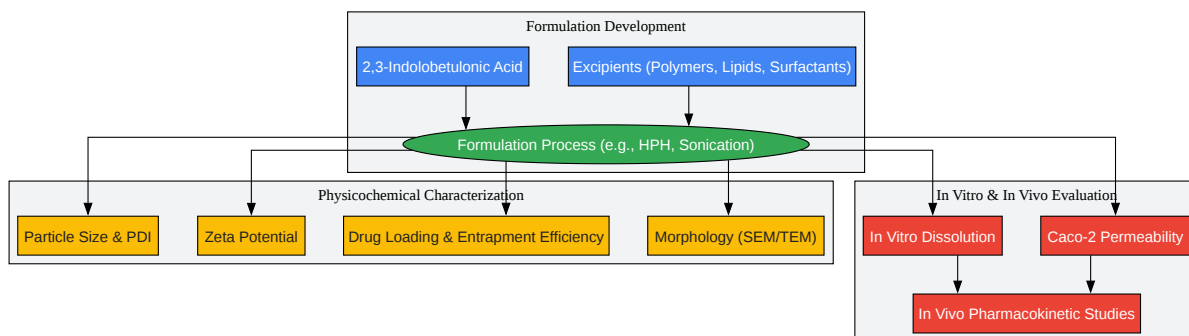 Formulation Development
2,3-Indolobetulonic Acid
Excipients (Polymers, Lipids, Surfactants)
Formulation Process (e.g., HPH, Sonication)
Physicochemical Characterization
Particle Size & PDI
Zeta Potential
Drug Loading & Entrapment Efficiency
Morphology (SEM/TEM)
In Vitro & In Vivo Evaluation
In Vitro Dissolution
Caco-2 Permeability
In Vivo Pharmacokinetic Studies